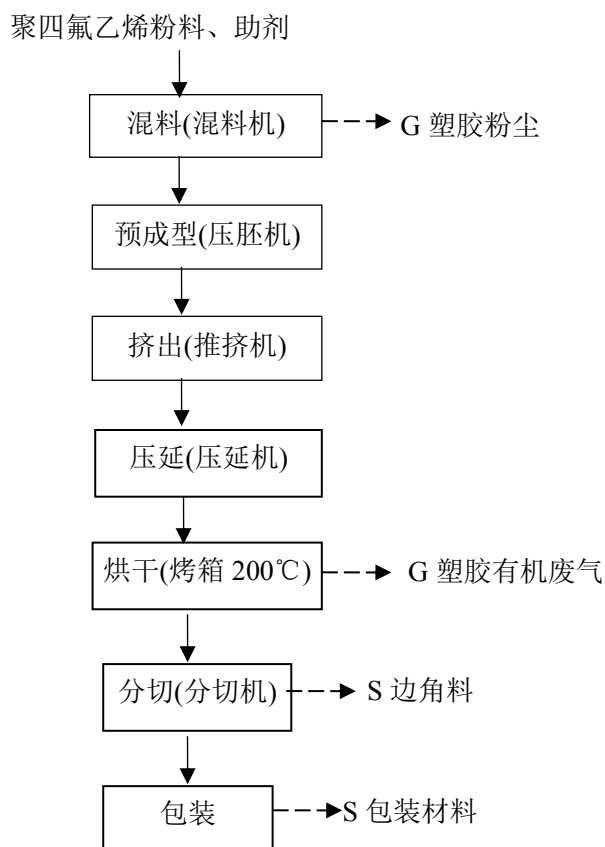 聚四氟乙烯粉料、助剂
混料(混料机)
G 塑胶粉尘
预成型(压胚机)
挤出(推挤机)
压延(压延机)
烘干(烤箱 200℃)
G 塑胶有机废气
分切(分切机)
S 边角料
包装
S 包装材料